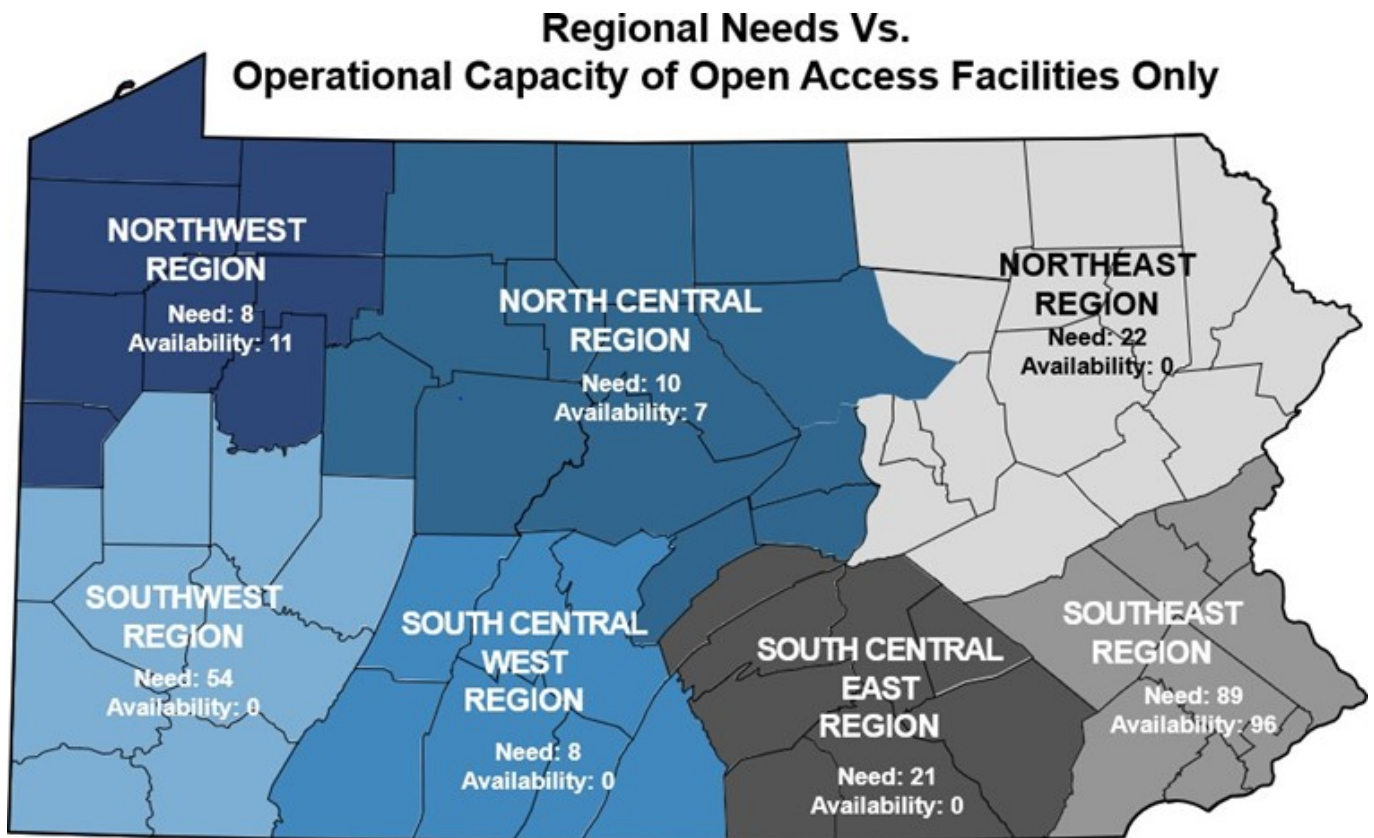 Regional Needs Vs.
Operational Capacity of Open Access Facilities Only
NORTHWEST
REGION
Need: 8
Availability: 11
NORTH CENTRAL
REGION
Need: 10
Availability: 7
NORTHEAST
REGION
Need: 22
Availability: 0
SOUTHWEST
REGION
Need: 54
Availability: 0
SOUTH CENTRAL
WEST
REGION
Need: 8
Availability: 0
SOUTH CENTRAL
EAST
REGION
Need: 21
Availability: 0
SOUTHEAST
REGION
Need: 89
Availability: 96